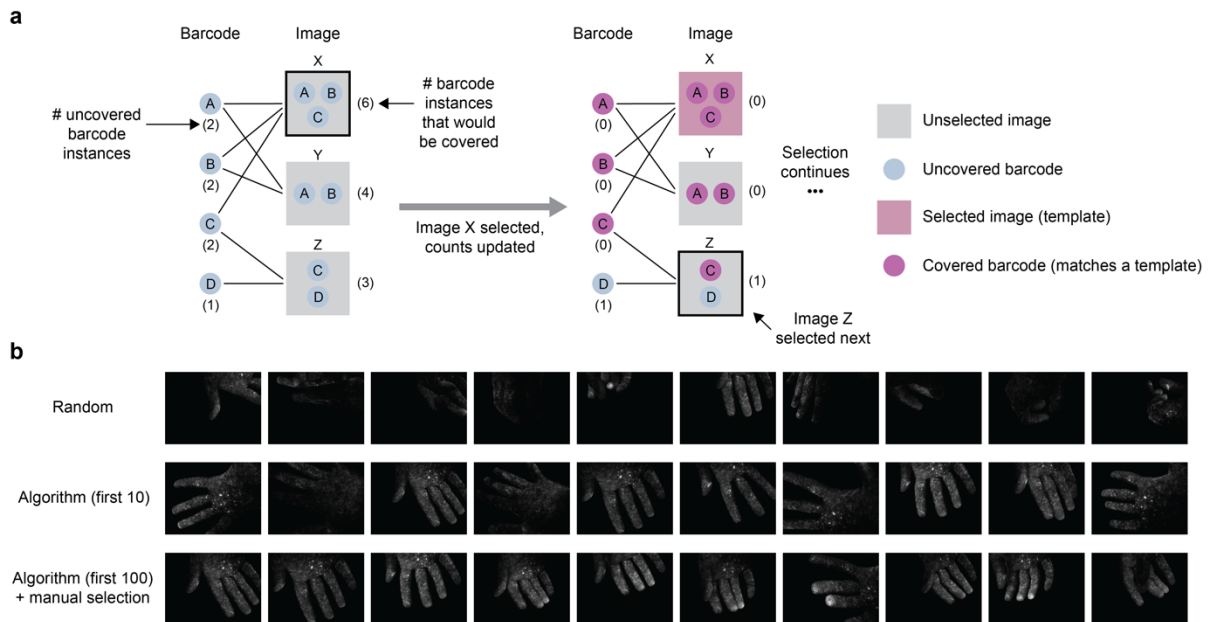 a
Barcode
Image
X
A
(2)
A B
C
(6)
# uncovered
barcode
instances
# barcode
instances
that would
be covered
B
(2)
Y
A B
(4)
C
(2)
Z
C
D
(3)
D
(1)
Image X selected,
counts updated
Barcode
Image
X
A
(0)
A B
C
(0)
B
(0)
Y
A B
(0)
C
(0)
Z
C
D
(1)
D
(1)
Image Z
selected next
Selection
continues
•••
Unselected image
Uncovered barcode
Selected image (template)
Covered barcode (matches a template)
b
Random
Algorithm (first 10)
Algorithm (first 100)
+ manual selection